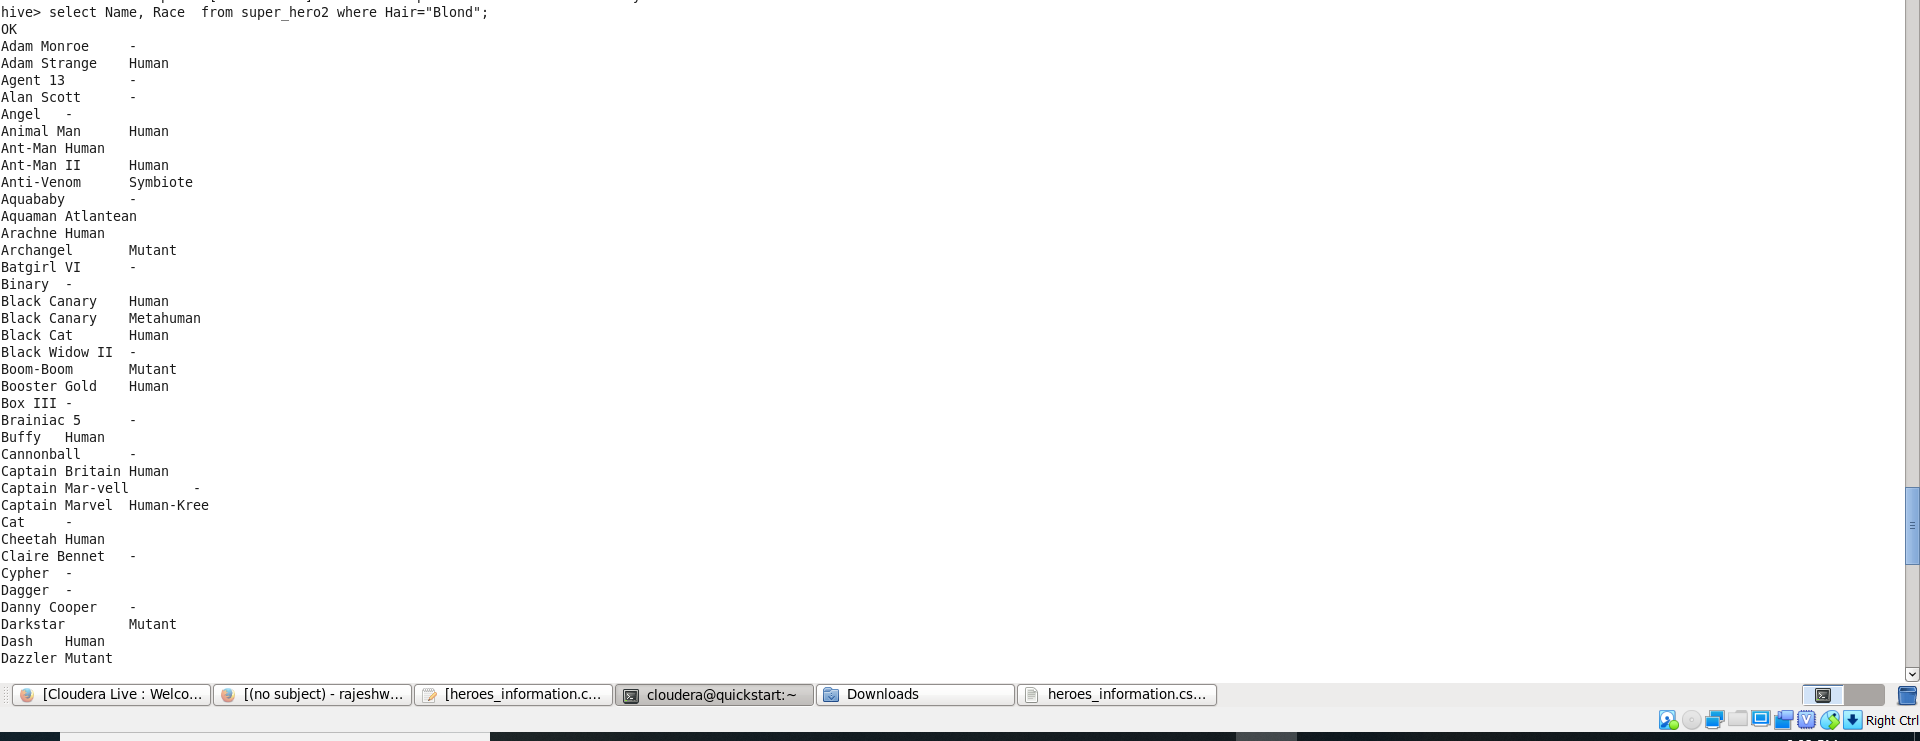 hive> select Name, Race  from super_hero2 where Hair="Blond";
OK
Adam Monroe	-
Adam Strange	Human
Agent 13	-
Alan Scott	-
Angel	-
Animal Man	Human
Ant-Man	Human
Ant-Man II	Human
Anti-Venom	Symbiote
Aquababy	-
Aquaman	Atlantean
Arachne	Human
Archangel	Mutant
Batgirl VI	-
Binary	-
Black Canary	Human
Black Canary	Metahuman
Black Cat	Human
Black Widow II	-
Boom-Boom	Mutant
Booster Gold	Human
Box III	-
Brainiac 5	-
Buffy	Human
Cannonball	-
Captain Britain	Human
Captain Mar-vell	-
Captain Marvel	Human-Kree
Cat	-
Cheetah	Human
Claire Bennet	-
Cypher	-
Dagger	-
Danny Cooper	-
Darkstar	Mutant
Dash	Human
Dazzler	Mutant
[Cloudera Live : Welco... [(no subject) - rajeshw... [heroes_information.c... cloudera@quickstart:~ Downloads heroes_information.cs...
Right Ctrl